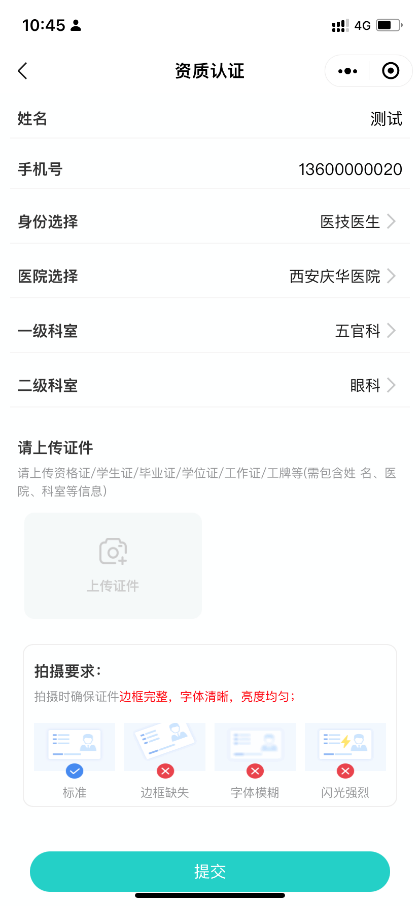 10:45
4G
资质认证
姓名 测试
手机号 13600000020
身份选择 医技医生
医院选择 西安庆华医院
一级科室 五官科
二级科室 眼科
请上传证件
请上传资格证/学生证/毕业证/学位证/工作证/工牌等(需包含姓 名、医
院、科室等信息)
上传证件
拍摄要求：
拍摄时确保证件边框完整，字体清晰，亮度均匀；
标准 边框缺失 字体模糊 闪光强烈
提交